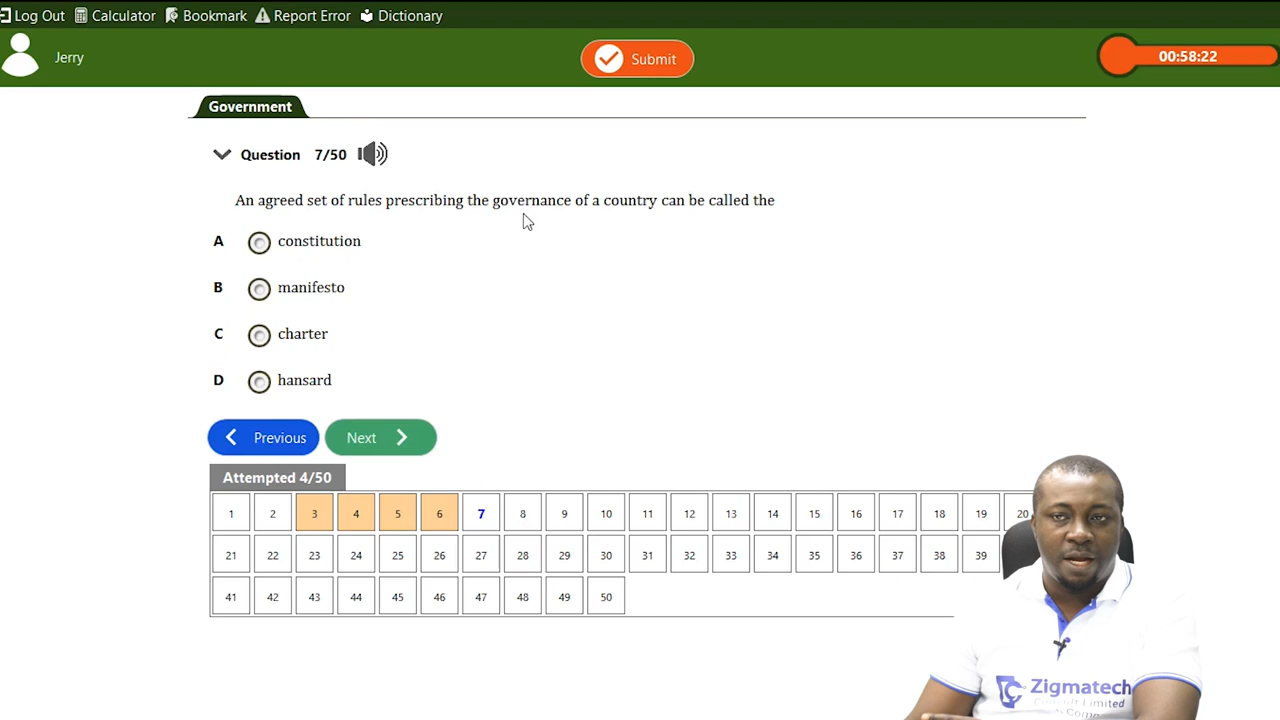 Log Out Calculator Bookmark Report Error Dictionary
Jerry
Submit
00:58:22
Government
Question 7/50
An agreed set of rules prescribing the governance of a country can be called the
A constitution
B manifesto
C charter
D hansard
Previous Next
Attempted 4/50
1 2 3 4 5 6 7 8 9 10 11 12 13 14 15 16 17 18 19 20
21 22 23 24 25 26 27 28 29 30 31 32 33 34 35 36 37 38 39
41 42 43 44 45 46 47 48 49 50
Zigmatech
Consult Limited